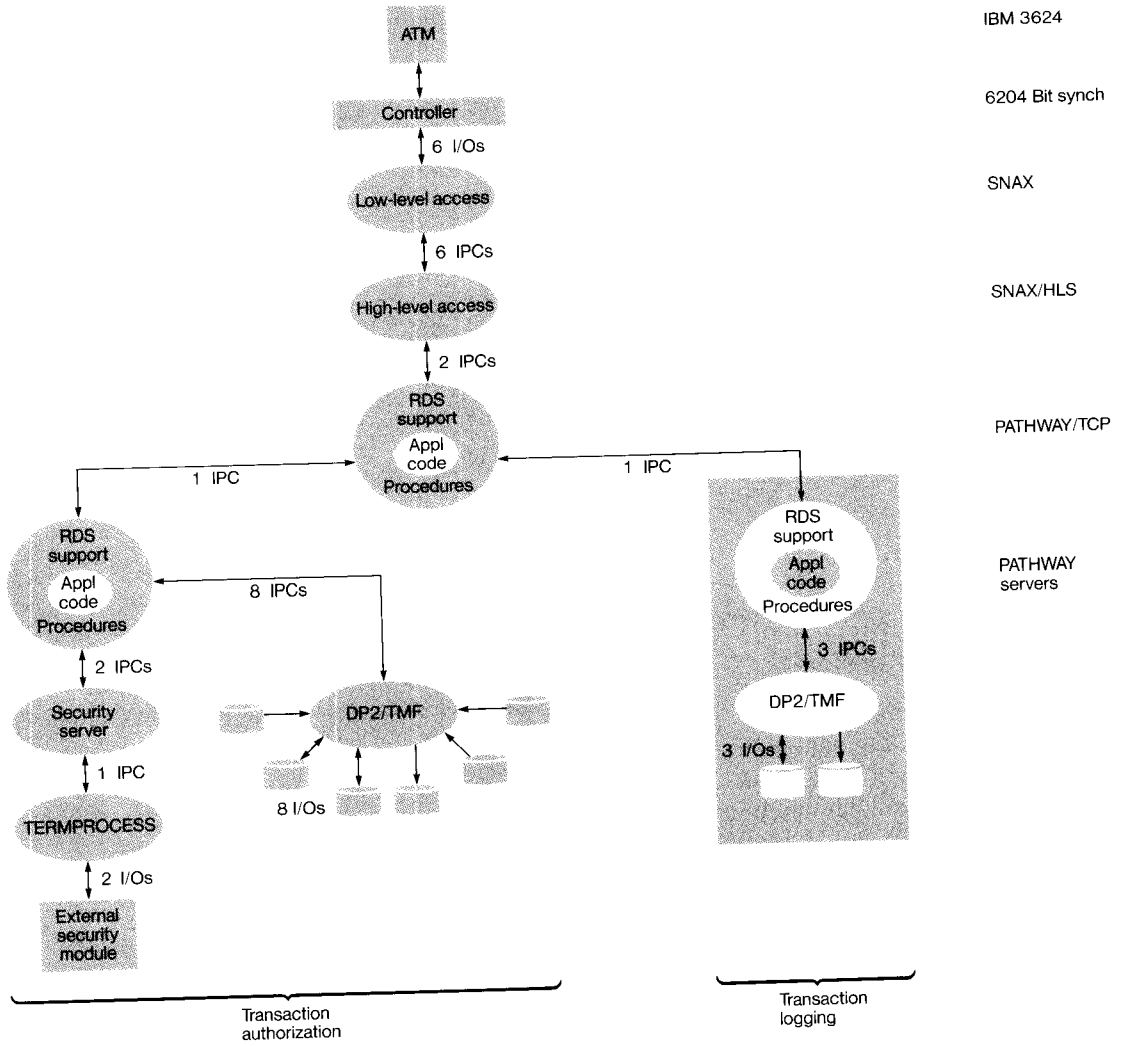 ATM
IBM 3624
Controller
6204 Bit synch
6 I/Os
Low-level access
SNAX
6 IPCs
High-level access
SNAX/HLS
2 IPCs
RDS
support
Appl
code
Procedures
PATHWAY/TCP
1 IPC
1 IPC
RDS
support
Appl
code
Procedures
8 IPCs
RDS
support
Appl
code
Procedures
PATHWAY
servers
2 IPCs
3 IPCs
Security
server
DP2/TMF
DP2/TMF
1 IPC
8 I/Os
3 I/Os
TERMPROCESS
2 I/Os
External
security
module
Transaction
authorization
Transaction
logging